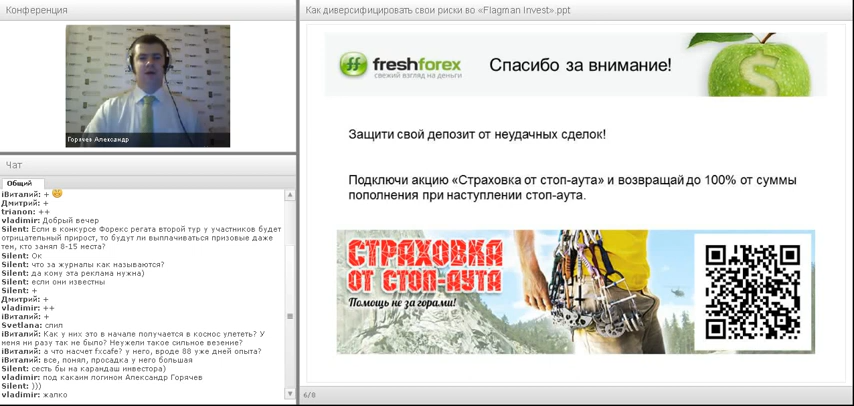 Конференция
Горячев Александр
Чат
Общий
iВиталий: +
Дмитрий: +
trianon: ++
vladimir: Добрый вечер
Silent: Если в конкурсе Форекс регата второй тур у участников будет
отрицательный прирост, то будут ли выплачиваться призовые даже
тем, кто занял 8-15 места?
Silent: Ок
Silent: что за журналы как называются?
Silent: да кому эта реклама нужна)
Silent: если они известны
Silent: +
Дмитрий: +
vladimir: ++
iВиталий: +
Svetlana: спил
iВиталий: Как у них это в начале получается в космос улететь? У
меня ни разу так не было? Неужели такое сильное везение?
iВиталий: а что насчет fxcafe? у него, вроде 88 уже дней опыта?
iВиталий: все, понял, просадка у него большая
Silent: сесть бы на карандаш инвестора)
vladimir: под какаин логином Александр Горячев
Silent: )))
vladimir: жалко
Как диверсифицировать свои риски во «Flagman Invest».ppt
freshforex
свежий взгляд на деньги
Спасибо за внимание!
Защити свой депозит от неудачных сделок!
Подключи акцию «Страховка от стоп-аута» и возвращай до 100% от суммы
пополнения при наступлении стоп-аута.
СТРАХОВКА
ОТ СТОП-АУТА
Помощь не за горами!
6/0